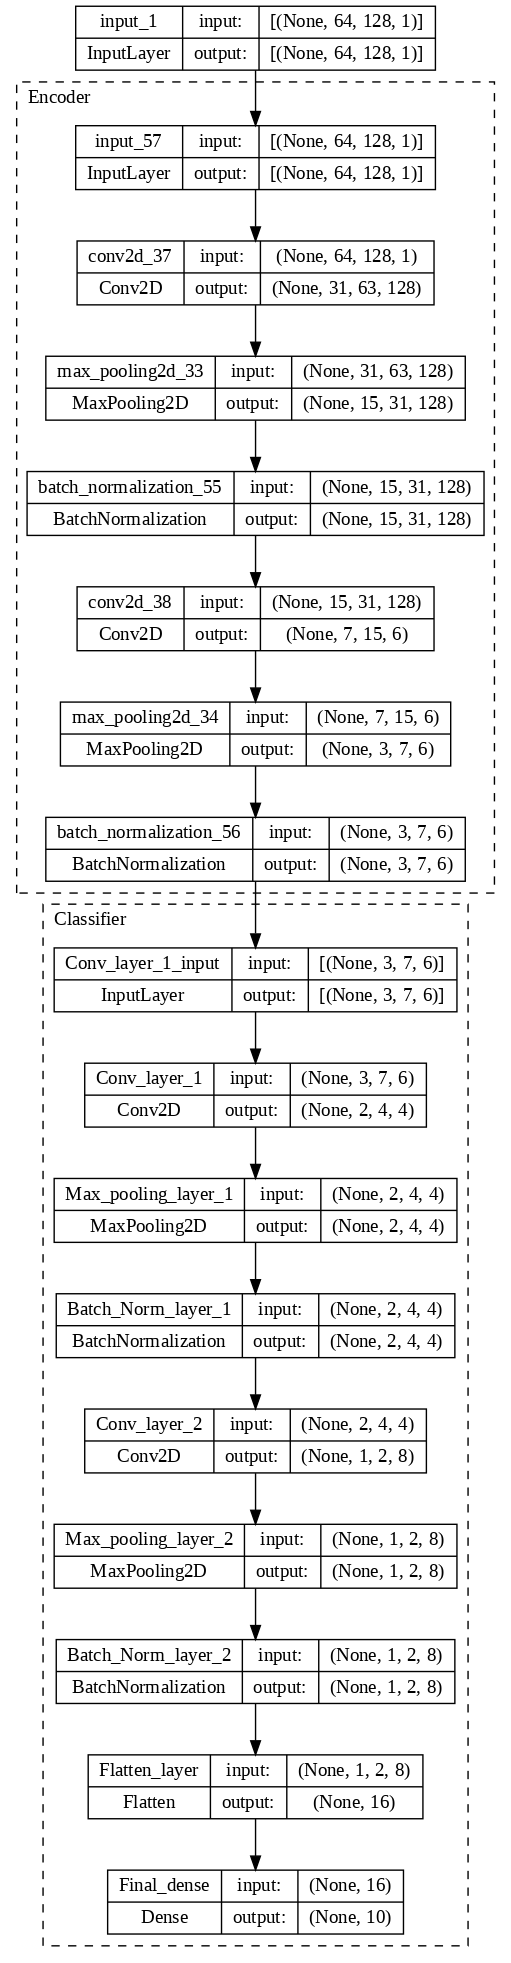 input_1 input: [(None, 64, 128, 1)]
InputLayer output: [(None, 64, 128, 1)]
Encoder
input_57 input: [(None, 64, 128, 1)]
InputLayer output: [(None, 64, 128, 1)]
conv2d_37 input: (None, 64, 128, 1)
Conv2D output: (None, 31, 63, 128)
max_pooling2d_33 input: (None, 31, 63, 128)
MaxPooling2D output: (None, 15, 31, 128)
batch_normalization_55 input: (None, 15, 31, 128)
BatchNormalization output: (None, 15, 31, 128)
conv2d_38 input: (None, 15, 31, 128)
Conv2D output: (None, 7, 15, 6)
max_pooling2d_34 input: (None, 7, 15, 6)
MaxPooling2D output: (None, 3, 7, 6)
batch_normalization_56 input: (None, 3, 7, 6)
BatchNormalization output: (None, 3, 7, 6)
Classifier
Conv_layer_1_input input: [(None, 3, 7, 6)]
InputLayer output: [(None, 3, 7, 6)]
Conv_layer_1 input: (None, 3, 7, 6)
Conv2D output: (None, 2, 4, 4)
Max_pooling_layer_1 input: (None, 2, 4, 4)
MaxPooling2D output: (None, 2, 4, 4)
Batch_Norm_layer_1 input: (None, 2, 4, 4)
BatchNormalization output: (None, 2, 4, 4)
Conv_layer_2 input: (None, 2, 4, 4)
Conv2D output: (None, 1, 2, 8)
Max_pooling_layer_2 input: (None, 1, 2, 8)
MaxPooling2D output: (None, 1, 2, 8)
Batch_Norm_layer_2 input: (None, 1, 2, 8)
BatchNormalization output: (None, 1, 2, 8)
Flatten_layer input: (None, 1, 2, 8)
Flatten output: (None, 16)
Final_dense input: (None, 16)
Dense output: (None, 10)